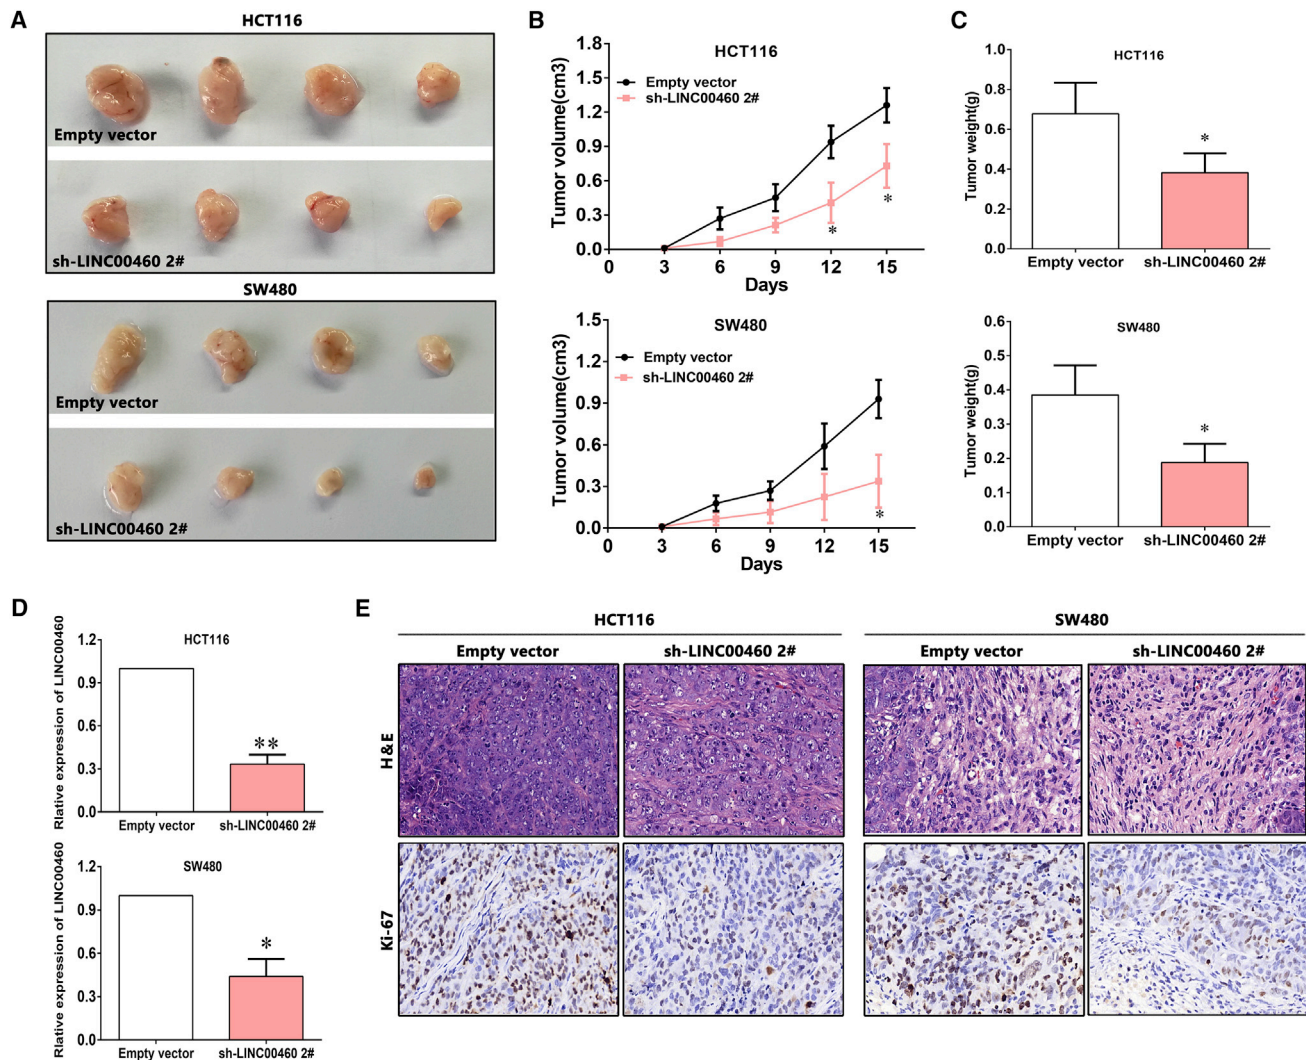 A
HCT116
Empty vector
sh-LINC00460 2#
SW480
Empty vector
sh-LINC00460 2#
B
HCT116
Empty vector
sh-LINC00460 2#
Tumor volume(cm3)
1.8
1.5
1.2
0.9
0.6
0.3
0.0
0 3 6 9 12 15
* *
Days
SW480
Empty vector
sh-LINC00460 2#
Tumor volume(cm3)
1.5
1.2
0.9
0.6
0.3
0.0
0 3 6 9 12 15
*
Days
C
HCT116
Tumor weight(g)
1.0
0.8
0.6
0.4
0.2
0.0
*
Empty vector sh-LINC00460 2#
SW480
Tumor weight(g)
0.6
0.5
0.4
0.3
0.2
0.1
0.0
*
Empty vector sh-LINC00460 2#
D
HCT116
Rlative expression of LINC00460
1.2
0.9
0.6
0.3
0.0
**
Empty vector sh-LINC00460 2#
SW480
Rlative expression of LINC00460
1.2
0.9
0.6
0.3
0.0
*
Empty vector sh-LINC00460 2#
E
HCT116 SW480
Empty vector sh-LINC00460 2# Empty vector sh-LINC00460 2#
H&E
Ki-67